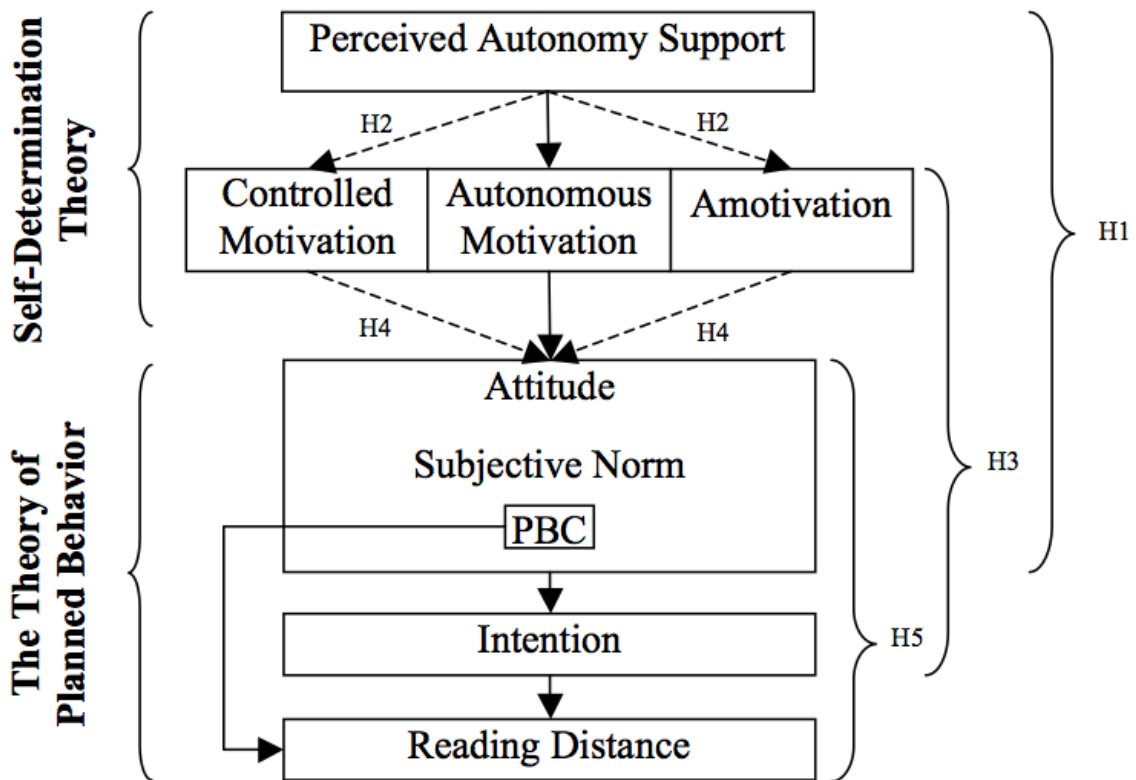 Self-Determination
Theory
Perceived Autonomy Support
H2
H2
Controlled
Motivation
Autonomous
Motivation
Amotivation
H1
H4
H4
The Theory of
Planned Behavior
Attitude
Subjective Norm
PBC
H3
Intention
H5
Reading Distance